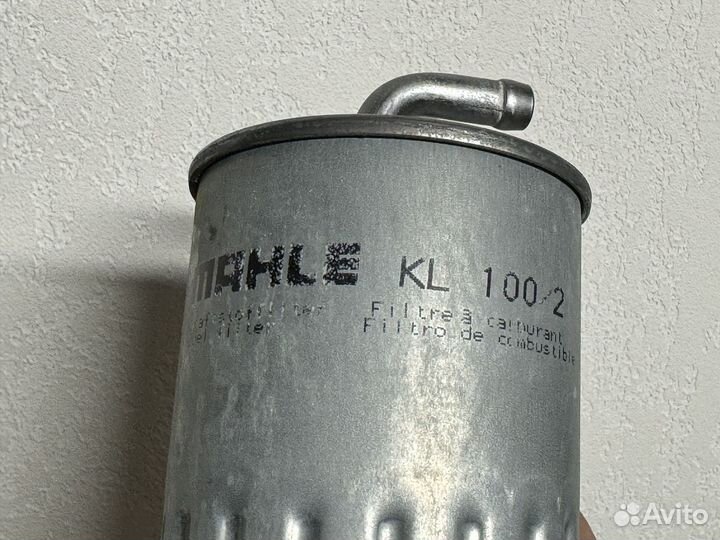 MAHLE KL 100/2
Filtre à carburant
Filtro de combustible
Avito